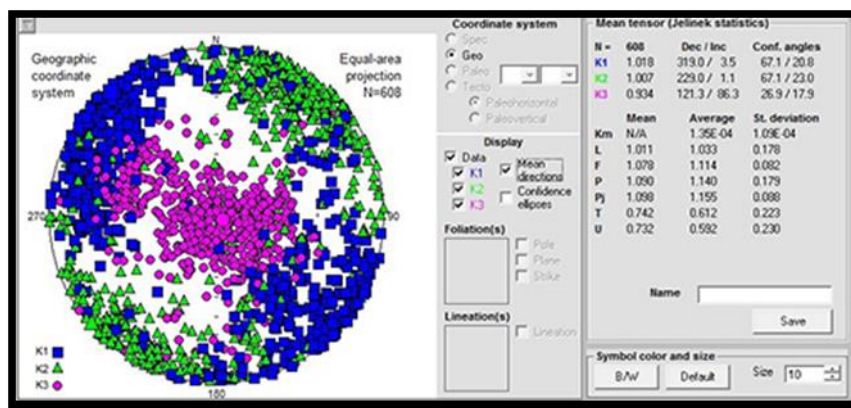 Geographic
coordinate
system
N
Equal-area
projection
N=608
270
90
180
K1
K2
K3
Coordinate system
Spec
Geo
Paleo
Tecto
Paleohorizontal
Paleovertical
Display
Data
K1
K2
K3
Mean
directions
Confidence
ellipses
Foliation(s)
Pole
Plane
Strike
Lineation(s)
Lineation
Mean tensor (Jelinek statistics)
N = 608 Dec / Inc Conf. angles
K1 1.018 319.0 / 3.5 67.1 / 20.8
K2 1.007 229.0 / 1.1 67.1 / 23.0
K3 0.934 121.3 / 86.3 26.9 / 17.9
Mean Average St. deviation
Km N/A 1.35E-04 1.09E-04
L 1.011 1.033 0.178
F 1.078 1.114 0.082
P 1.090 1.140 0.179
Pj 1.098 1.155 0.088
T 0.742 0.612 0.223
U 0.732 0.592 0.230
Name
Save
Symbol color and size
B/W Default Size 10